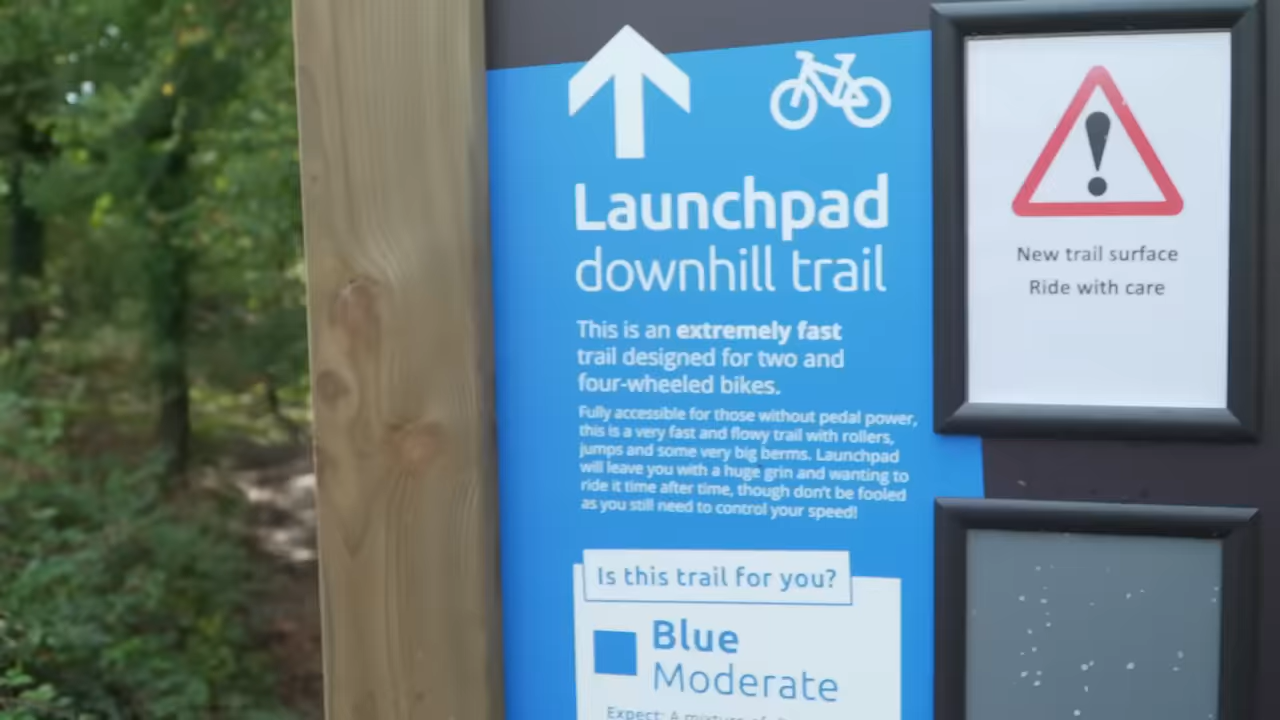 Launchpad
downhill trail
This is an extremely fast
trail designed for two and
four-wheeled bikes.
Fully accessible for those without pedal power,
this is a very fast and flowy trail with rollers,
jumps and some very big berms. Launchpad
will leave you with a huge grin and wanting to
ride it time after time, though don't be fooled
as you still need to control your speed!
Is this trail for you?
Blue
Moderate
Expect: A mixture of
New trail surface
Ride with care